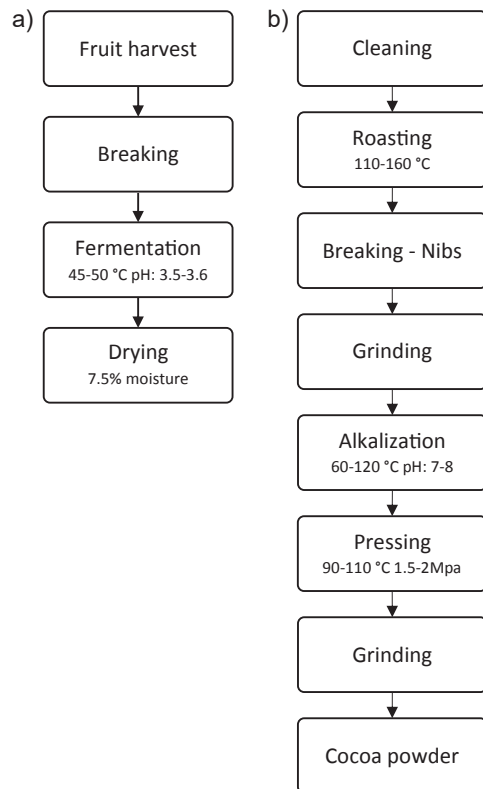 a)
Fruit harvest
Breaking
Fermentation
45-50 °C pH: 3.5-3.6
Drying
7.5% moisture
b)
Cleaning
Roasting
110-160 °C
Breaking - Nibs
Grinding
Alkalization
60-120 °C pH: 7-8
Pressing
90-110 °C 1.5-2Mpa
Grinding
Cocoa powder